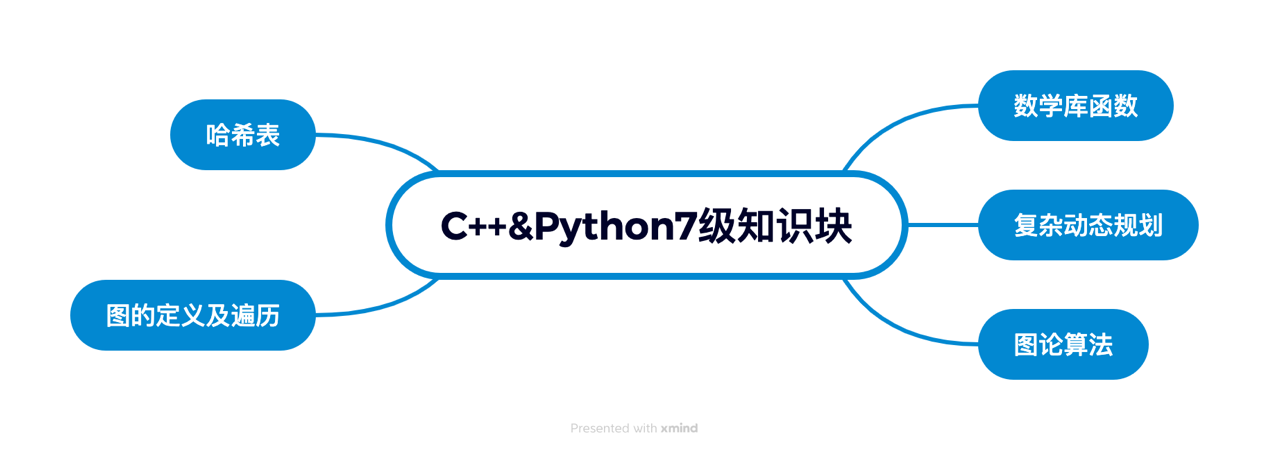 数学库函数
哈希表
C++&Python7级知识块
复杂动态规划
图的定义及遍历
图论算法
Presented with xmind